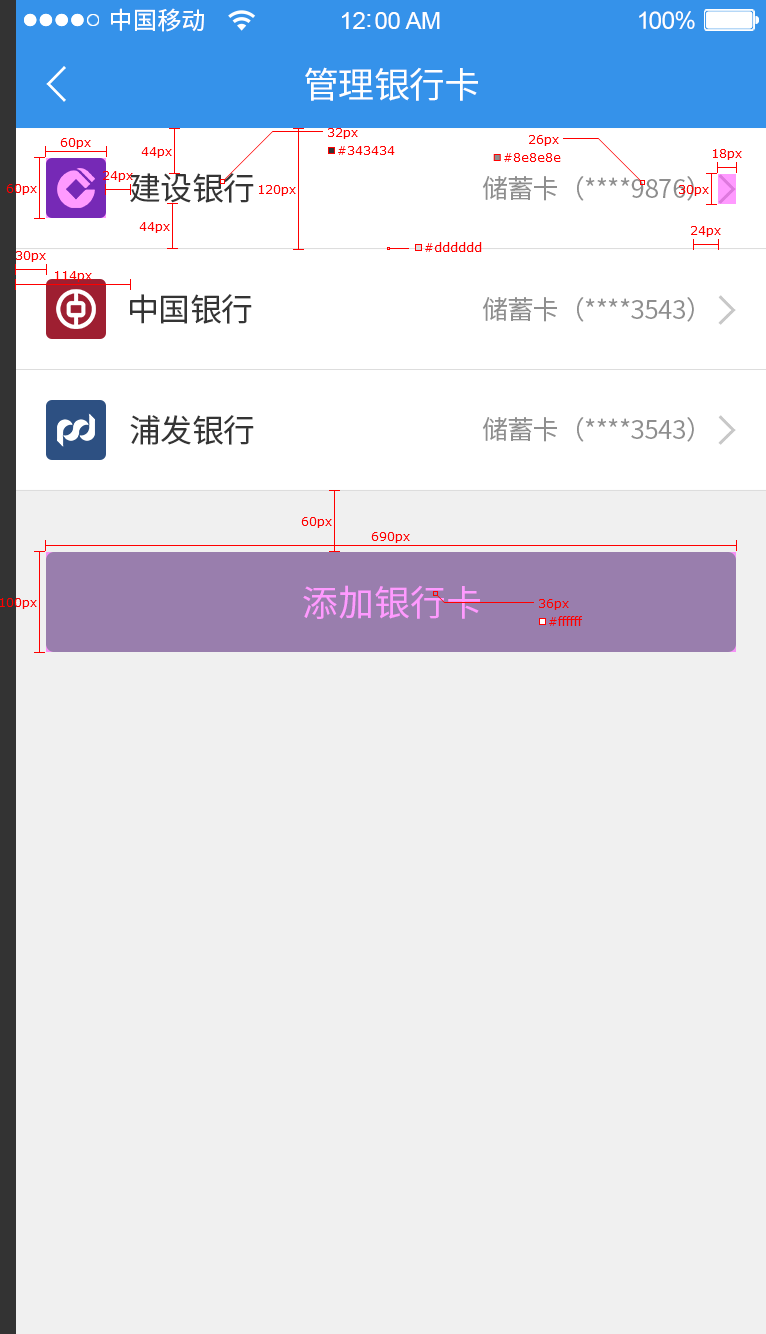 中国移动 12:00 AM 100%
管理银行卡
60px 44px 32px #343434 26px #8e8e8e 18px
60px 24px 建设银行 120px 储蓄卡（****9876） 30px
44px #dddddd 24px
30px 114px
中国银行 储蓄卡（****3543）
浦发银行 储蓄卡（****3543）
60px
690px
100px 添加银行卡 36px
#ffffff